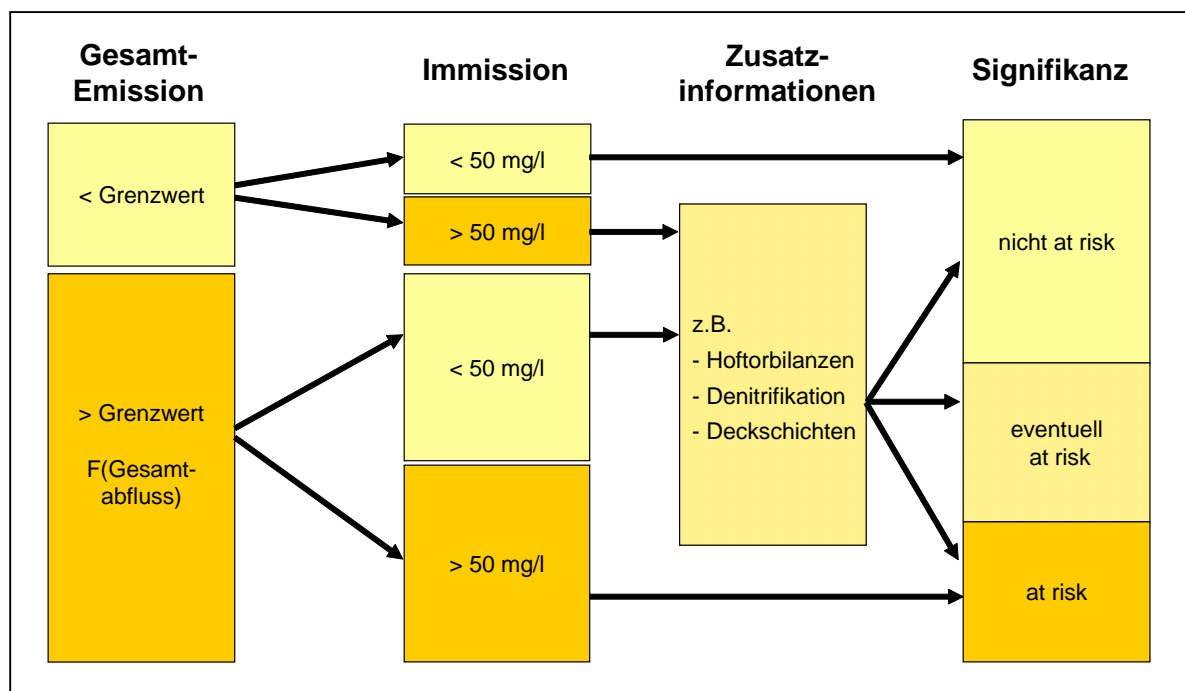 Gesamt-
Emission
Immission
Zusatz-
informationen
Signifikanz
< Grenzwert
> Grenzwert
F(Gesamt-
abfluss)
< 50 mg/l
> 50 mg/l
< 50 mg/l
> 50 mg/l
z.B.
- Hoftorbilanzen
- Denitrifikation
- Deckschichten
nicht at risk
eventuell
at risk
at risk